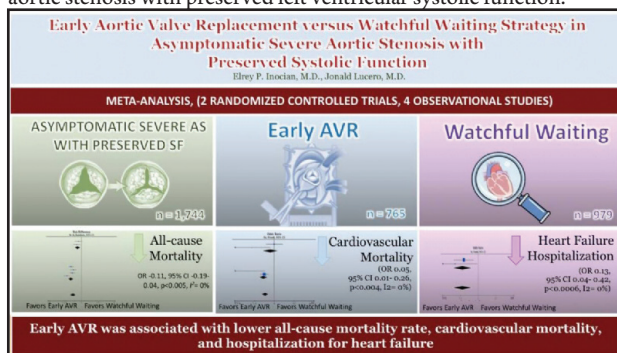 aortic stenosis with preserved left ventricular systolic function.
Early Aortic Valve Replacement versus Watchful Waiting Strategy in
Asymptomatic Severe Aortic Stenosis with
Preserved Systolic Function
Elrey P. Inocian, M.D., Jonald Lucero, M.D.
META-ANALYSIS, (2 RANDOMIZED CONTROLLED TRIALS, 4 OBSERVATIONAL STUDIES)
ASYMPTOMATIC SEVERE AS
WITH PRESERVED SF
n = 1,744
Early AVR
n = 765
Watchful Waiting
n = 979
All-cause
Mortality
OR -0.11, 95% CI -0.19-
0.04, p<0.005, I²= 0%
Favors Early AVR Favors Watchful Waiting
Cardiovascular
Mortality
(OR 0.05,
95% CI 0.01- 0.26,
p<0.004, I2= 0%)
Favors Early AVR Favors Watchful Waiting
Heart Failure
Hospitalization
(OR 0.13,
95% CI 0.04- 0.42,
p<0.0006, I2= 0%)
Favors Early AVR Favors Watchful Waiting
Early AVR was associated with lower all-cause mortality rate, cardiovascular mortality,
and hospitalization for heart failure